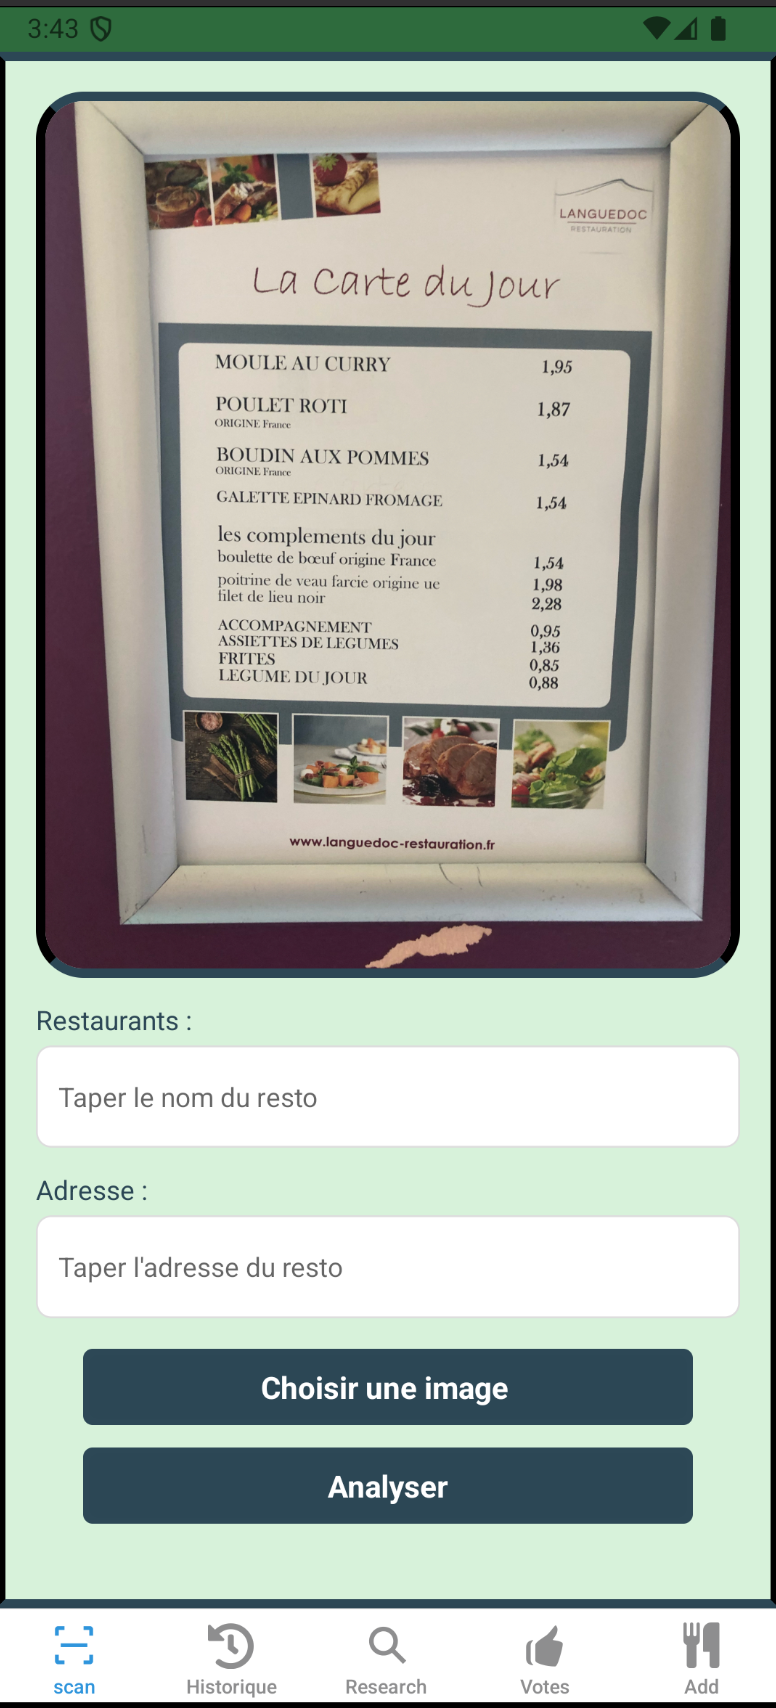 3:43
LANGUEDOC
RESTAURATION
La Carte du Jour
MOULE AU CURRY 1,95
POULET ROTI 1,87
ORIGINE France
BOUDIN AUX POMMES 1,54
ORIGINE France
GALETTE EPINARD FROMAGE 1,54
les complements du jour
boulette de bœuf origine France 1,54
poitrine de veau farcie origine ue 1,98
filet de lieu noir 2,28
ACCOMPAGNEMENT 0,95
ASSIETTES DE LEGUMES 1,36
FRITES 0,85
LEGUME DU JOUR 0,88
www.languedoc-restauration.fr
Restaurants :
Taper le nom du resto
Adresse :
Taper l'adresse du resto
Choisir une image
Analyser
scan Historique Research Votes Add